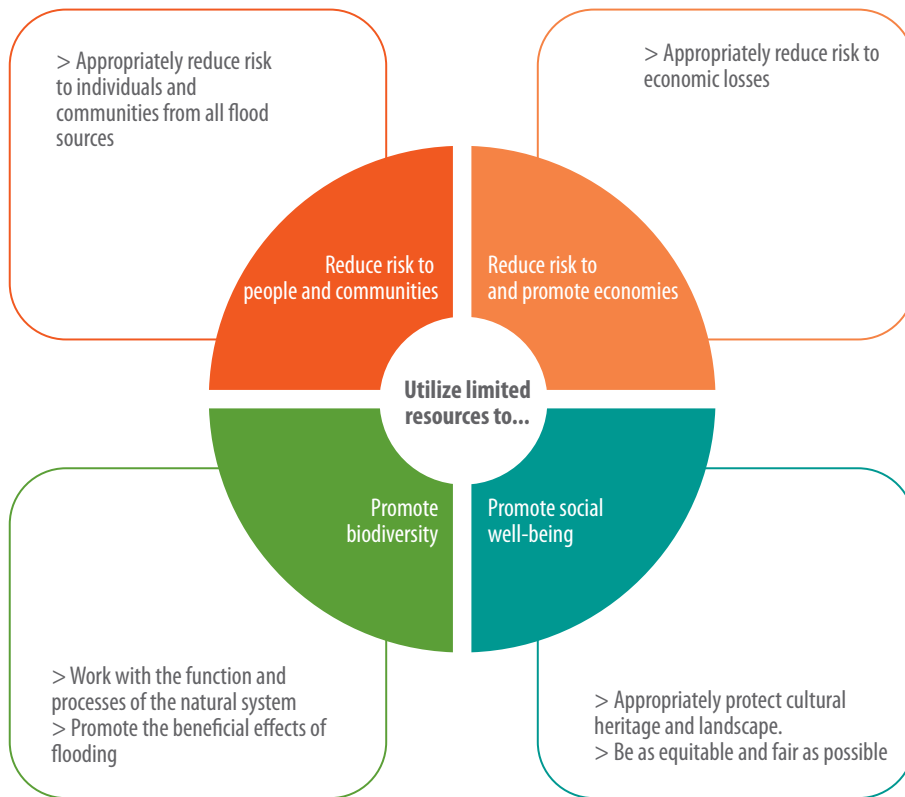 > Appropriately reduce risk
to individuals and
communities from all flood
sources
> Appropriately reduce risk to
economic losses
Reduce risk to
people and communities
Reduce risk to
and promote economies
Utilize limited
resources to...
Promote
biodiversity
Promote social
well-being
> Work with the function and
processes of the natural system
> Promote the beneficial effects of
flooding
> Appropriately protect cultural
heritage and landscape.
> Be as equitable and fair as possible